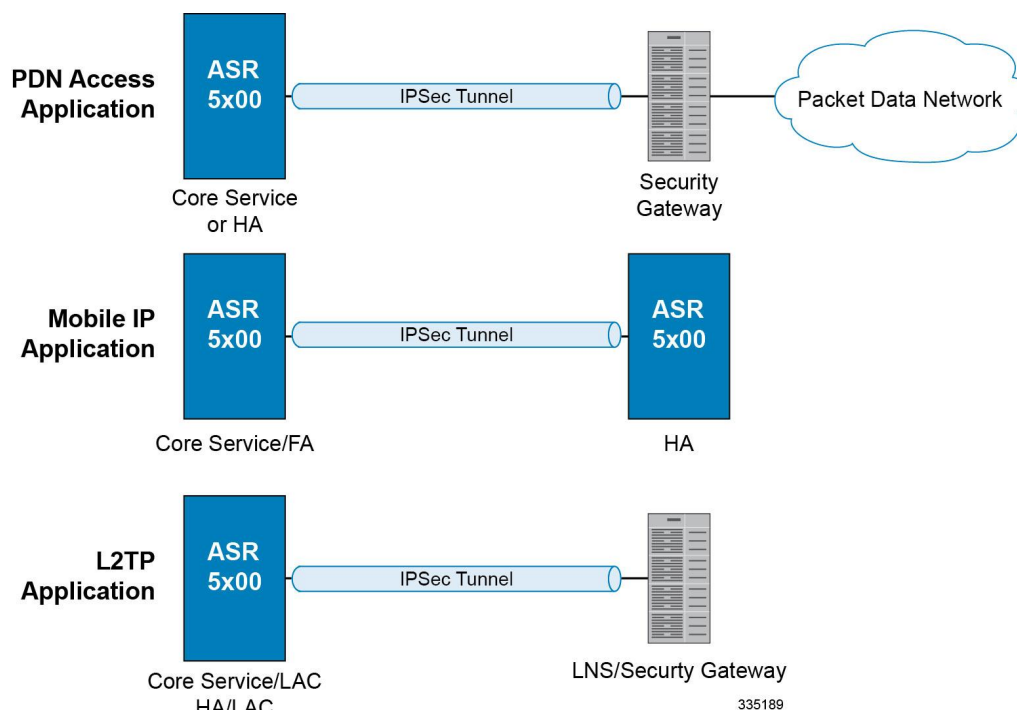 PDN Access
Application
ASR
5x00
IPSec Tunnel
Packet Data Network
Core Service
or HA
Security
Gateway
Mobile IP
Application
ASR
5x00
IPSec Tunnel
ASR
5x00
Core Service/FA
HA
L2TP
Application
ASR
5x00
IPSec Tunnel
Core Service/LAC
HA/LAC
LNS/Securty Gateway
335189